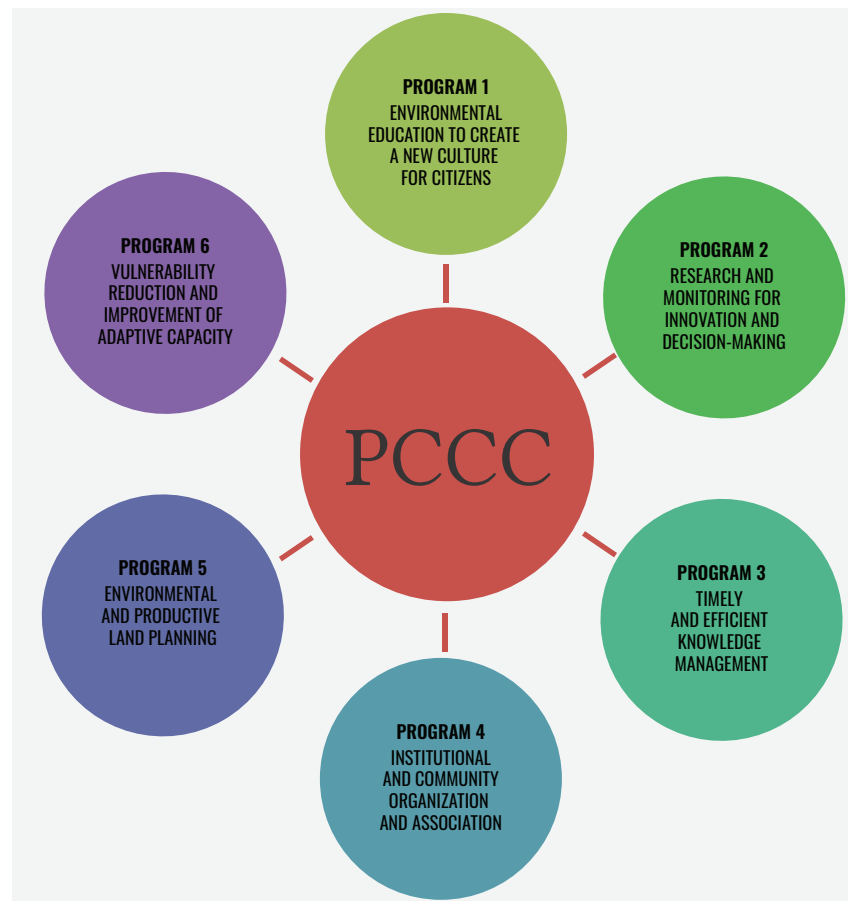 PROGRAM 1
ENVIRONMENTAL
EDUCATION TO CREATE
A NEW CULTURE
FOR CITIZENS
PROGRAM 2
RESEARCH AND
MONITORING FOR
INNOVATION AND
DECISION-MAKING
PROGRAM 3
TIMELY
AND EFFICIENT
KNOWLEDGE
MANAGEMENT
PROGRAM 4
INSTITUTIONAL
AND COMMUNITY
ORGANIZATION
AND ASSOCIATION
PROGRAM 5
ENVIRONMENTAL
AND PRODUCTIVE
LAND PLANNING
PROGRAM 6
VULNERABILITY
REDUCTION AND
IMPROVEMENT OF
ADAPTIVE CAPACITY
PCCC